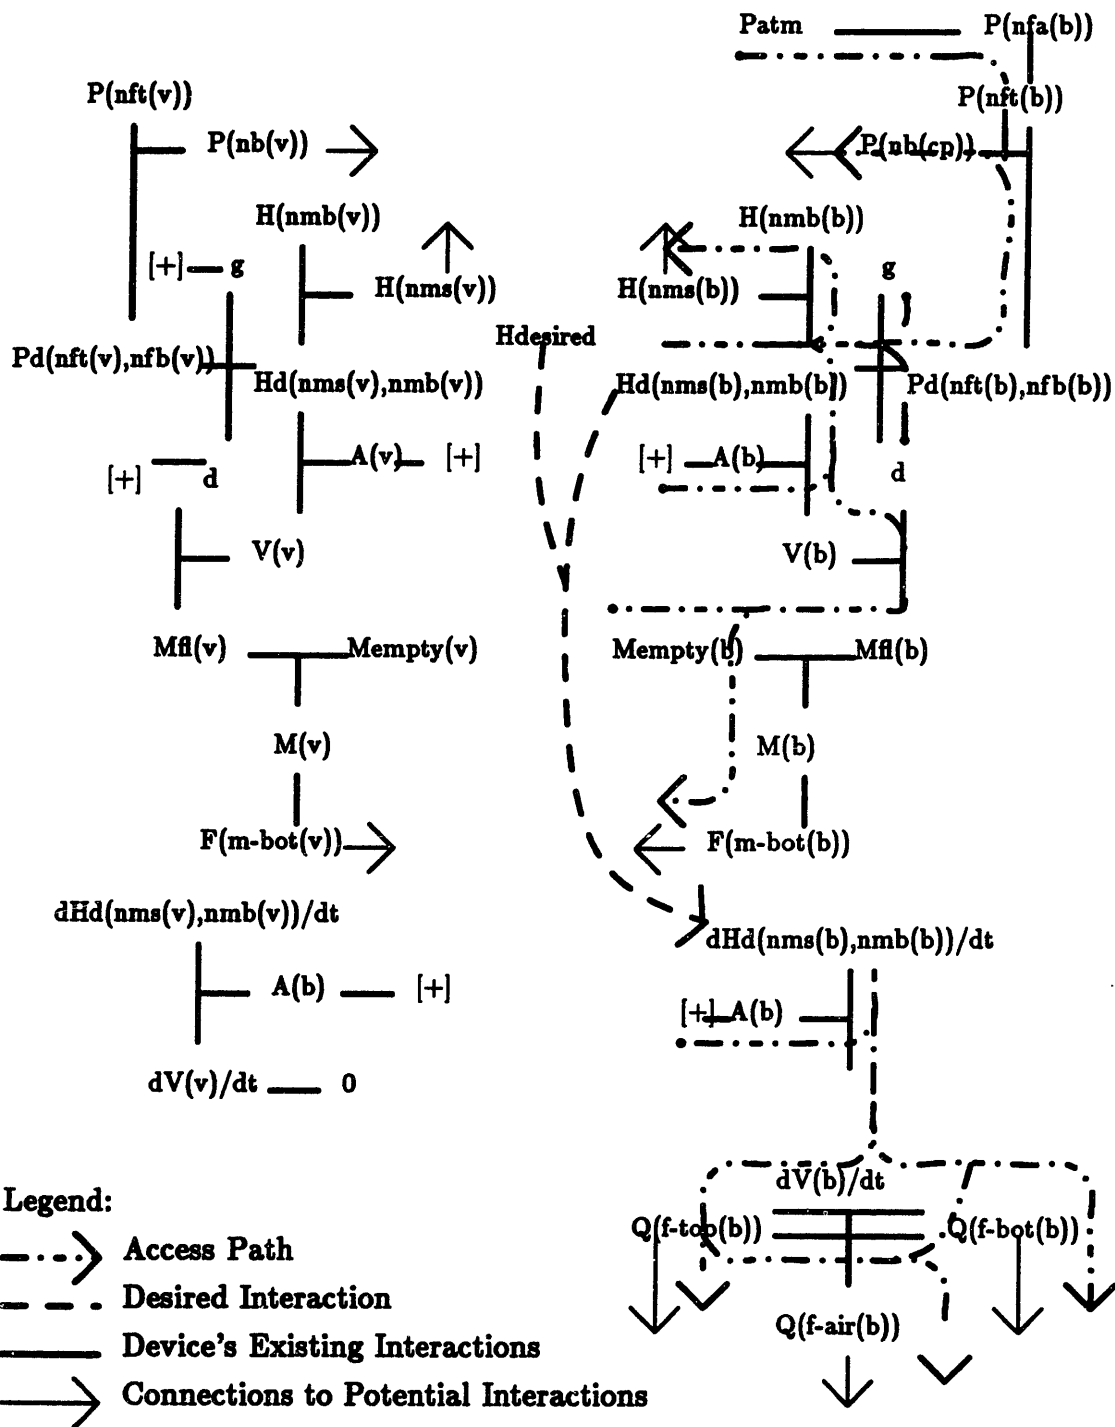 Patm P(nfa(b))
P(nft(v)) P(nft(b))
P(nb(v)) P(nb(cp))
H(nmb(v)) H(nmb(b))
[+] g g
H(nms(v)) H(nms(b))
Hdesired
Pd(nft(v),nfb(v)) Hd(nms(v),nmb(v)) Hd(nms(b),nmb(b)) Pd(nft(b),nfb(b))
[+] d A(v) [+] [+] A(b) d
V(v) V(b)
Mfl(v) Mempty(v) Mempty(b) Mfl(b)
M(v) M(b)
F(m-bot(v)) F(m-bot(b))
dHd(nms(v),nmb(v))/dt
dHd(nms(b),nmb(b))/dt
A(b) [+] [+] A(b)
dV(v)/dt 0
dV(b)/dt
Legend:
Q(f-top(b)) Q(f-bot(b))
Access Path
Desired Interaction
Q(f-air(b))
Device's Existing Interactions
Connections to Potential Interactions